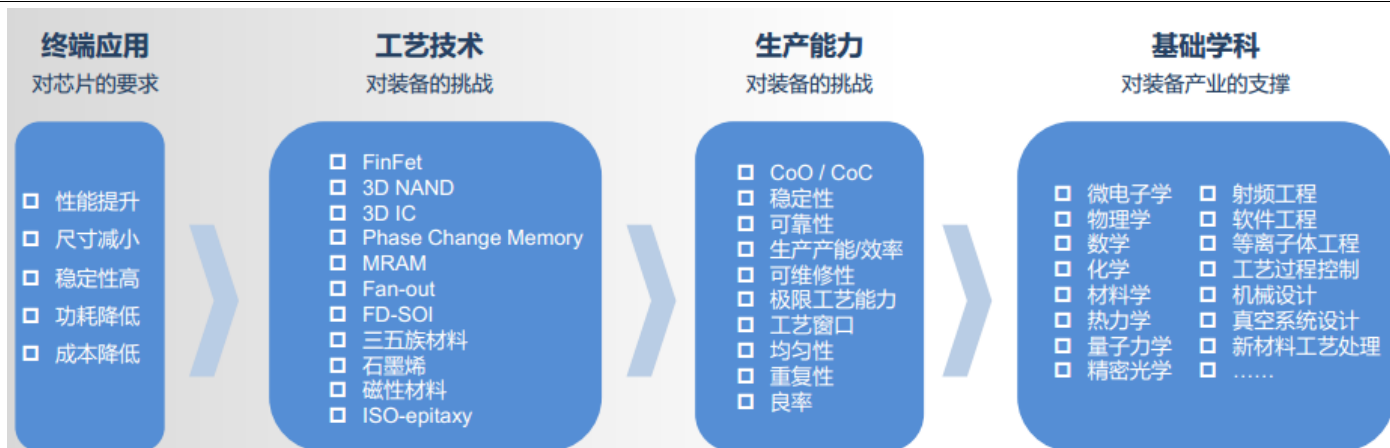 终端应用
对芯片的要求
性能提升
尺寸减小
稳定性高
功耗降低
成本降低
工艺技术
对装备的挑战
FinFet
3D NAND
3D IC
Phase Change Memory
MRAM
Fan-out
FD-SOI
三五族材料
石墨烯
磁性材料
ISO-epitaxy
生产能力
对装备的挑战
CoO / CoC
稳定性
可靠性
生产产能/效率
可维修性
极限工艺能力
工艺窗口
均匀性
重复性
良率
基础学科
对装备产业的支撑
微电子学
物理学
数学
化学
材料学
热力学
量子力学
精密光学
射频工程
软件工程
等离子体工程
工艺过程控制
机械设计
真空系统设计
新材料工艺处理
……